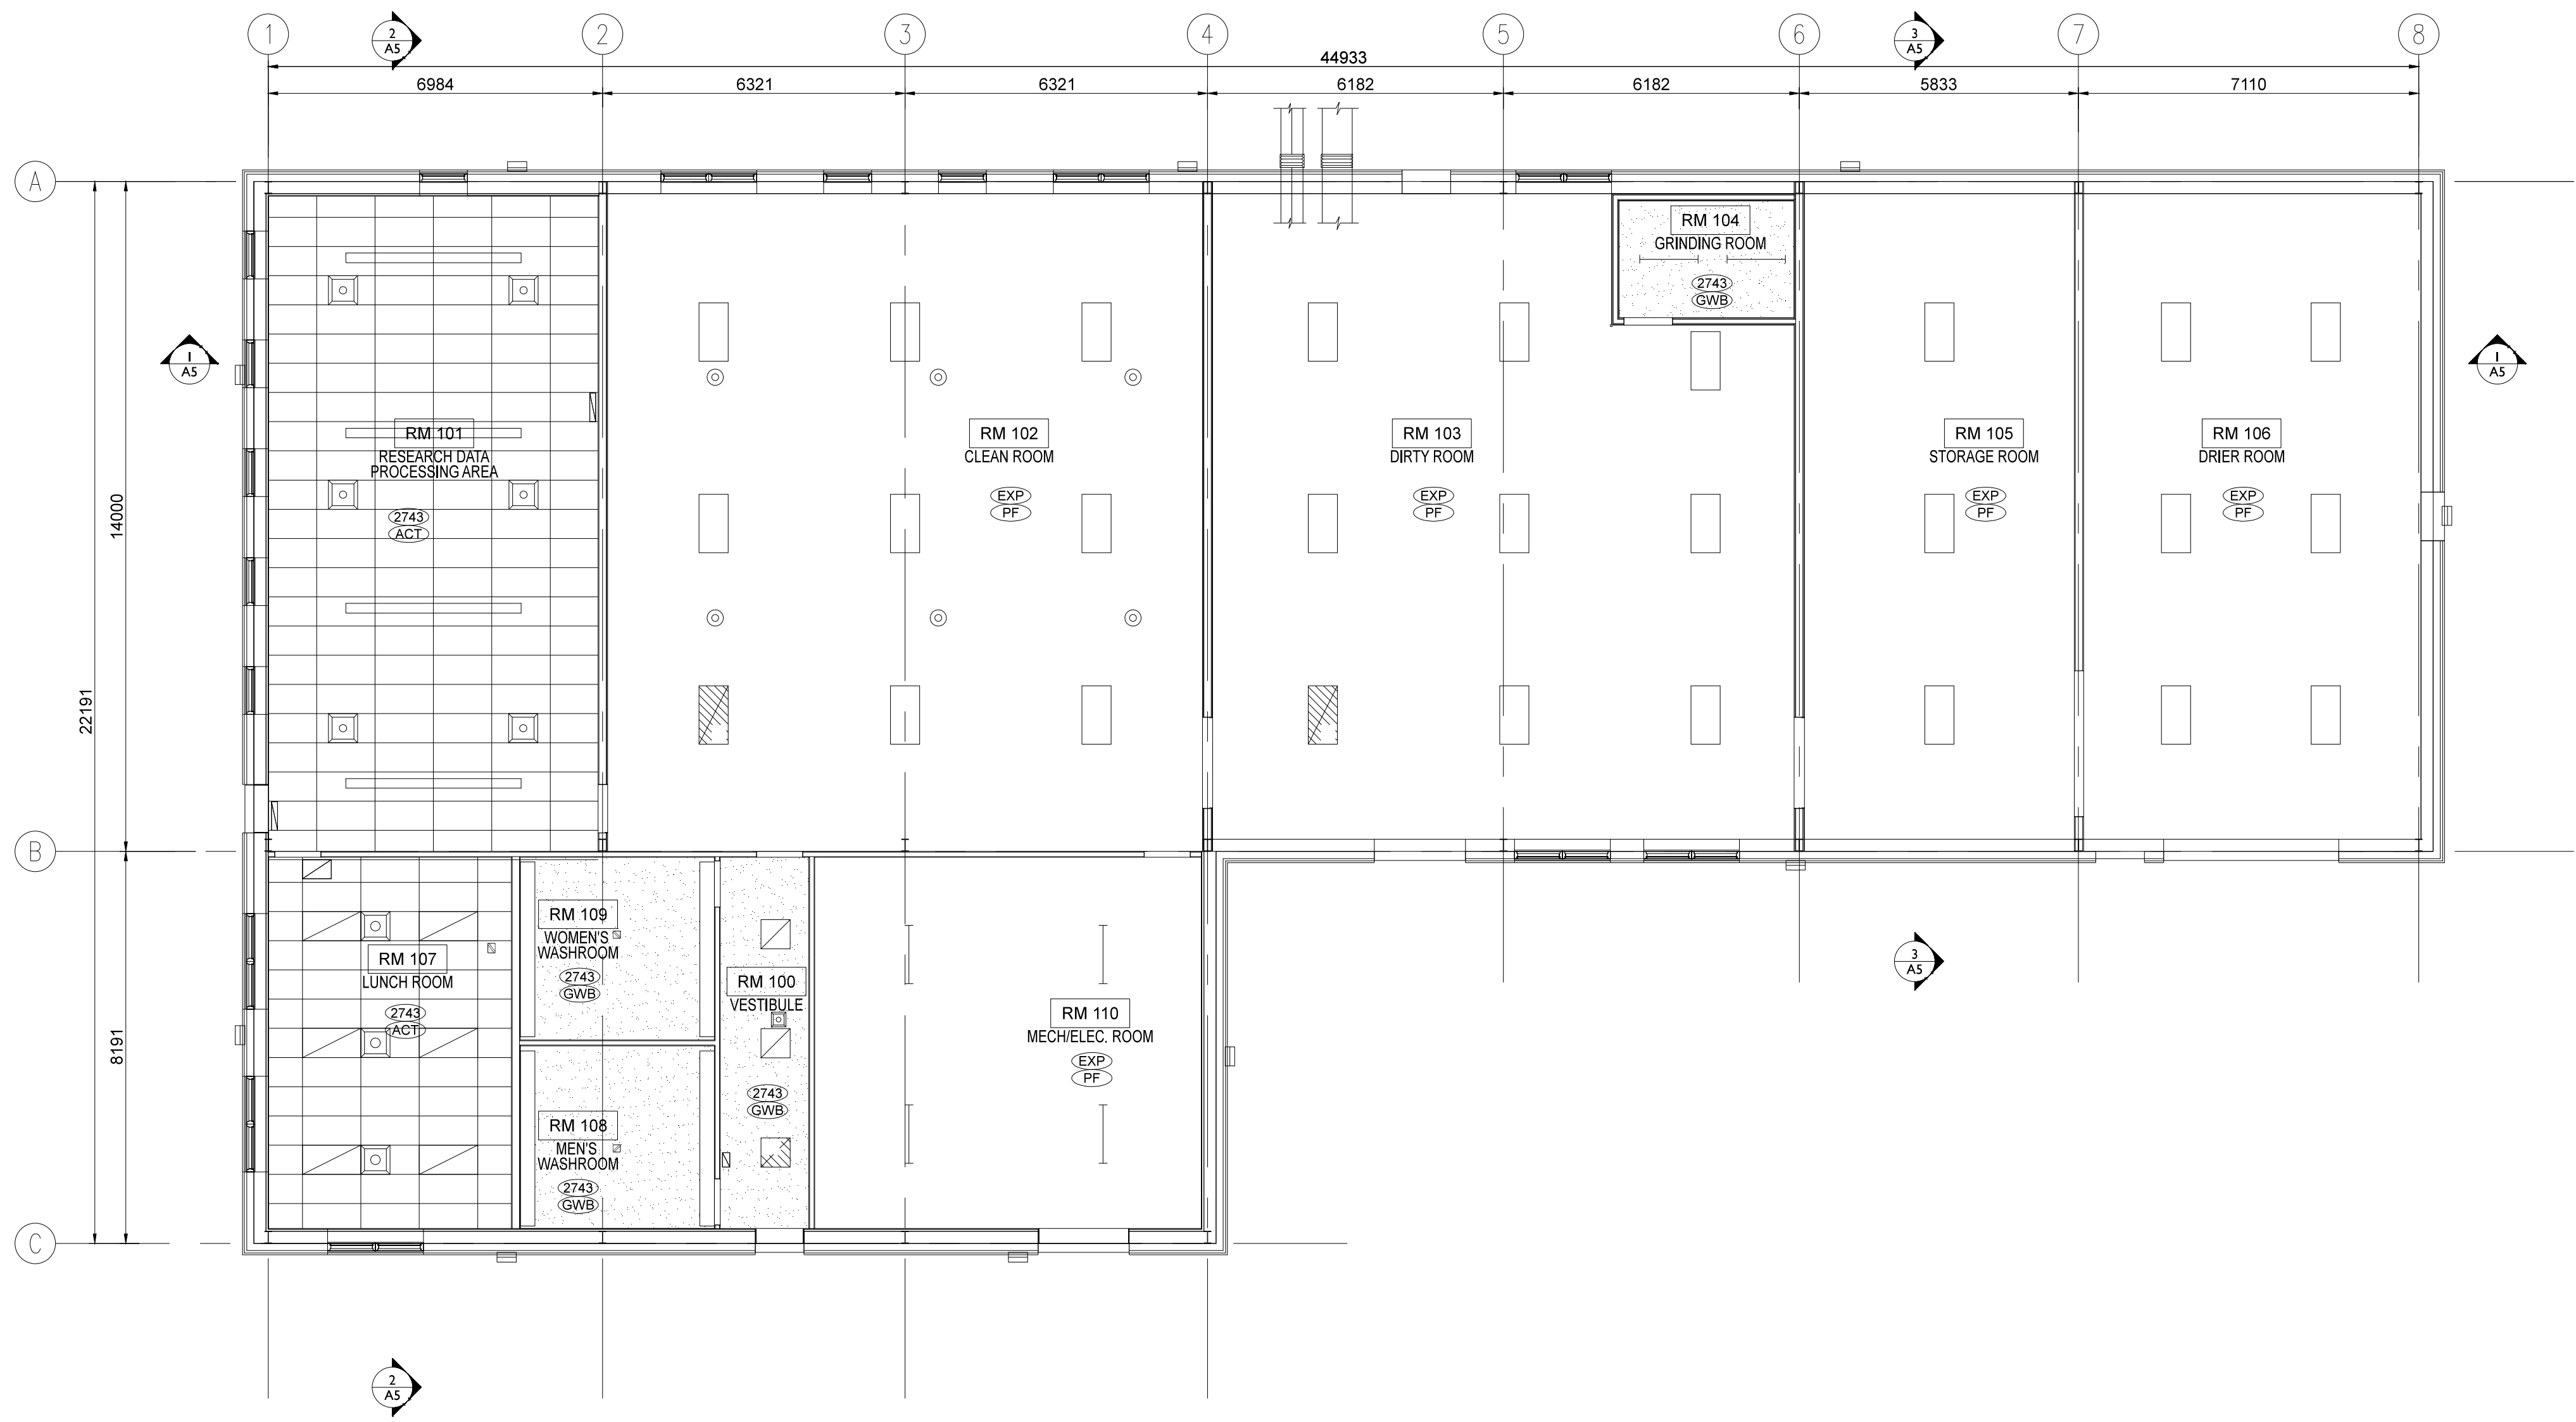 1
2
3
4
5
6
7
8
2
A5
3
A5
44933
6984
6321
6321
6182
6182
5833
7110
A
B
C
22191
14000
8191
1
A5
1
A5
RM 104
GRINDING ROOM
2743
GWB
RM 101
RESEARCH DATA
PROCESSING AREA
2743
ACT
RM 102
CLEAN ROOM
EXP
PF
RM 103
DIRTY ROOM
EXP
PF
RM 105
STORAGE ROOM
EXP
PF
RM 106
DRIER ROOM
EXP
PF
RM 107
LUNCH ROOM
2743
ACT
RM 109
WOMEN'S
WASHROOM
2743
GWB
RM 108
MEN'S
WASHROOM
2743
GWB
RM 100
VESTIBULE
2743
GWB
RM 110
MECH/ELEC. ROOM
EXP
PF
3
A5
2
A5